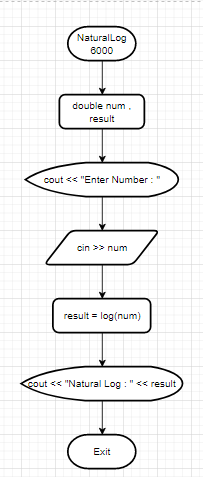 NaturalLog
6000
double num ,
result
cout << "Enter Number : "
cin >> num
result = log(num)
cout << "Natural Log : " << result
Exit